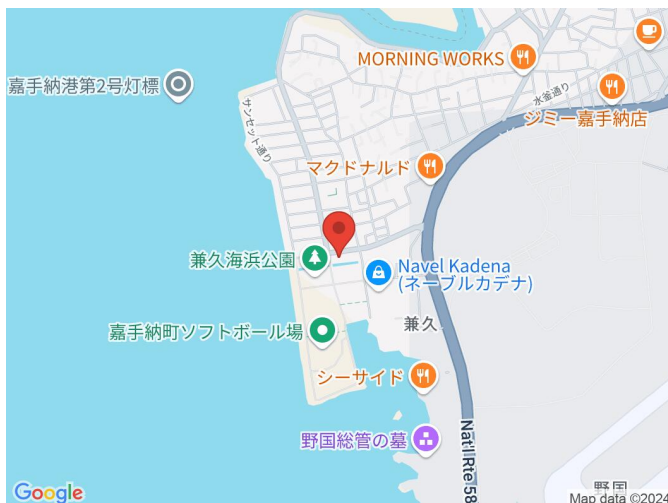 MORNING WORKS
嘉手納港第2号灯標
水釜通り
ジミー嘉手納店
サンセット通り
マクドナルド
兼久海浜公園
Navel Kadena
(ネーブルカデナ)
兼久
嘉手納町ソフトボール場
シーサイド
野国総管の墓
Nat'l Rte 58
野国
Google
Map data ©2024